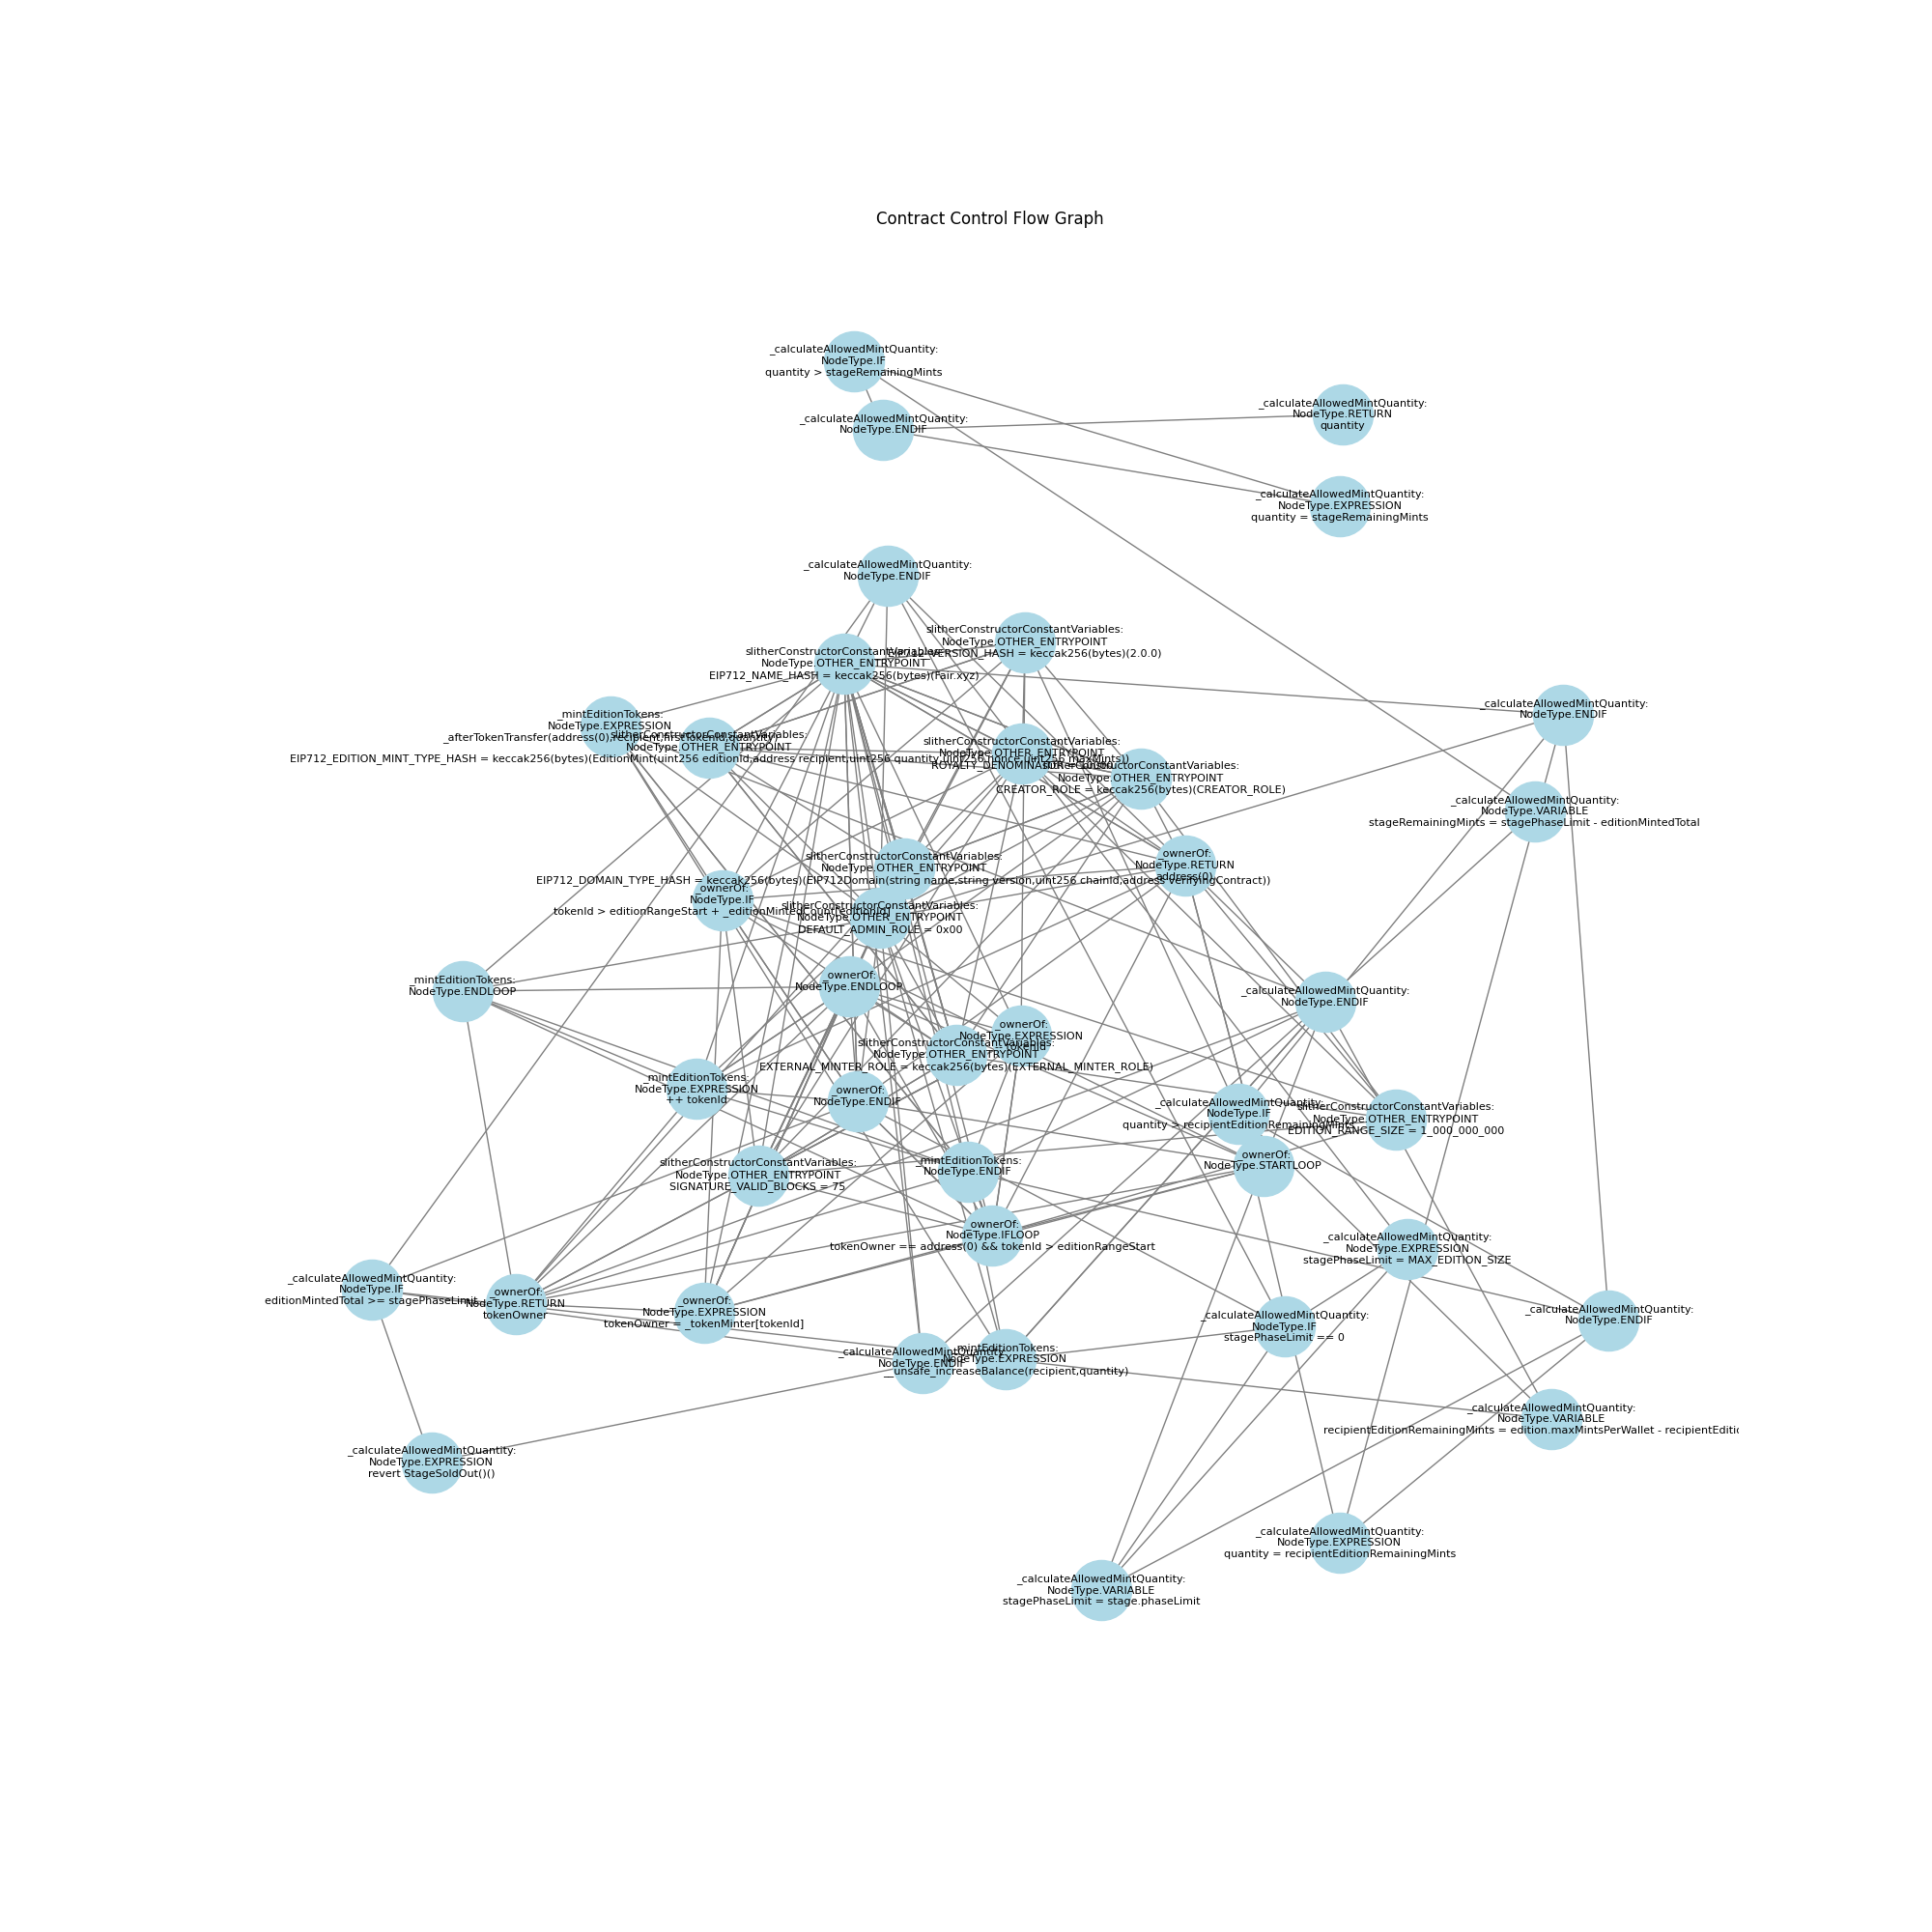 Contract Control Flow Graph
_calculateAllowedMintQuantity:
NodeType.IF
quantity > stageRemainingMints
_calculateAllowedMintQuantity:
NodeType.RETURN
quantity
_calculateAllowedMintQuantity:
NodeType.ENDIF
_calculateAllowedMintQuantity:
NodeType.EXPRESSION
quantity = stageRemainingMints
_calculateAllowedMintQuantity:
NodeType.ENDIF
slitherConstructorConstantVariables:
NodeType.OTHER_ENTRYPOINT
EIP712_VERSION_HASH = keccak256(bytes)(2.0.0)
slitherConstructorConstantVariables:
NodeType.OTHER_ENTRYPOINT
EIP712_NAME_HASH = keccak256(bytes)(Fair.xyz)
_calculateAllowedMintQuantity:
NodeType.ENDIF
_mintEditionTokens:
NodeType.EXPRESSION
_afterTokenTransfer(address(0),recipient,firstTokenId,quantity)
slitherConstructorConstantVariables:
NodeType.OTHER_ENTRYPOINT
EIP712_EDITION_MINT_TYPE_HASH = keccak256(bytes)(EditionMint(uint256 editionId,address recipient,uint256 quantity,uint256 nonce,uint256 maxMints))
slitherConstructorConstantVariables:
NodeType.OTHER_ENTRYPOINT
ROYALTY_DENOMINATOR =
slitherConstructorConstantVariables:
NodeType.OTHER_ENTRYPOINT
CREATOR_ROLE = keccak256(bytes)(CREATOR_ROLE)
_calculateAllowedMintQuantity:
NodeType.VARIABLE
stageRemainingMints = stagePhaseLimit - editionMintedTotal
slitherConstructorConstantVariables:
NodeType.OTHER_ENTRYPOINT
EIP712_DOMAIN_TYPE_HASH = keccak256(bytes)(EIP712Domain(string name,string version,uint256 chainId,address verifyingContract))
_ownerOf:
NodeType.RETURN
address(0)
_ownerOf:
NodeType.IF
tokenId > editionRangeStart + _editionMintedCount[editionId]
slitherConstructorConstantVariables:
NodeType.OTHER_ENTRYPOINT
DEFAULT_ADMIN_ROLE = 0x00
_mintEditionTokens:
NodeType.ENDLOOP
_ownerOf:
NodeType.ENDLOOP
_calculateAllowedMintQuantity:
NodeType.ENDIF
_ownerOf:
NodeType.EXPRESSION
-- tokenId
slitherConstructorConstantVariables:
NodeType.OTHER_ENTRYPOINT
EXTERNAL_MINTER_ROLE = keccak256(bytes)(EXTERNAL_MINTER_ROLE)
_mintEditionTokens:
NodeType.EXPRESSION
++ tokenId
_ownerOf:
NodeType.ENDIF
_calculateAllowedMintQuantity:
NodeType.IF
quantity > recipientEditionRemainingMints
slitherConstructorConstantVariables:
NodeType.OTHER_ENTRYPOINT
EDITION_RANGE_SIZE = 1_000_000_000
_ownerOf:
NodeType.STARTLOOP
slitherConstructorConstantVariables:
NodeType.OTHER_ENTRYPOINT
SIGNATURE_VALID_BLOCKS = 75
_mintEditionTokens:
NodeType.ENDIF
_ownerOf:
NodeType.IFLOOP
tokenOwner == address(0) && tokenId > editionRangeStart
_calculateAllowedMintQuantity:
NodeType.EXPRESSION
stagePhaseLimit = MAX_EDITION_SIZE
_calculateAllowedMintQuantity:
NodeType.IF
editionMintedTotal >= stagePhaseLimit
_ownerOf:
NodeType.RETURN
tokenOwner
_ownerOf:
NodeType.EXPRESSION
tokenOwner = _tokenMinter[tokenId]
_calculateAllowedMintQuantity:
NodeType.IF
stagePhaseLimit == 0
_calculateAllowedMintQuantity:
NodeType.ENDIF
_calculateAllowedMintQuantity:
NodeType.ENDIF
_mintEditionTokens:
NodeType.EXPRESSION
__unsafe_increaseBalance(recipient,quantity)
_calculateAllowedMintQuantity:
NodeType.VARIABLE
recipientEditionRemainingMints = edition.maxMintsPerWallet - recipientEditi
_calculateAllowedMintQuantity:
NodeType.EXPRESSION
revert StageSoldOut()()
_calculateAllowedMintQuantity:
NodeType.EXPRESSION
quantity = recipientEditionRemainingMints
_calculateAllowedMintQuantity:
NodeType.VARIABLE
stagePhaseLimit = stage.phaseLimit